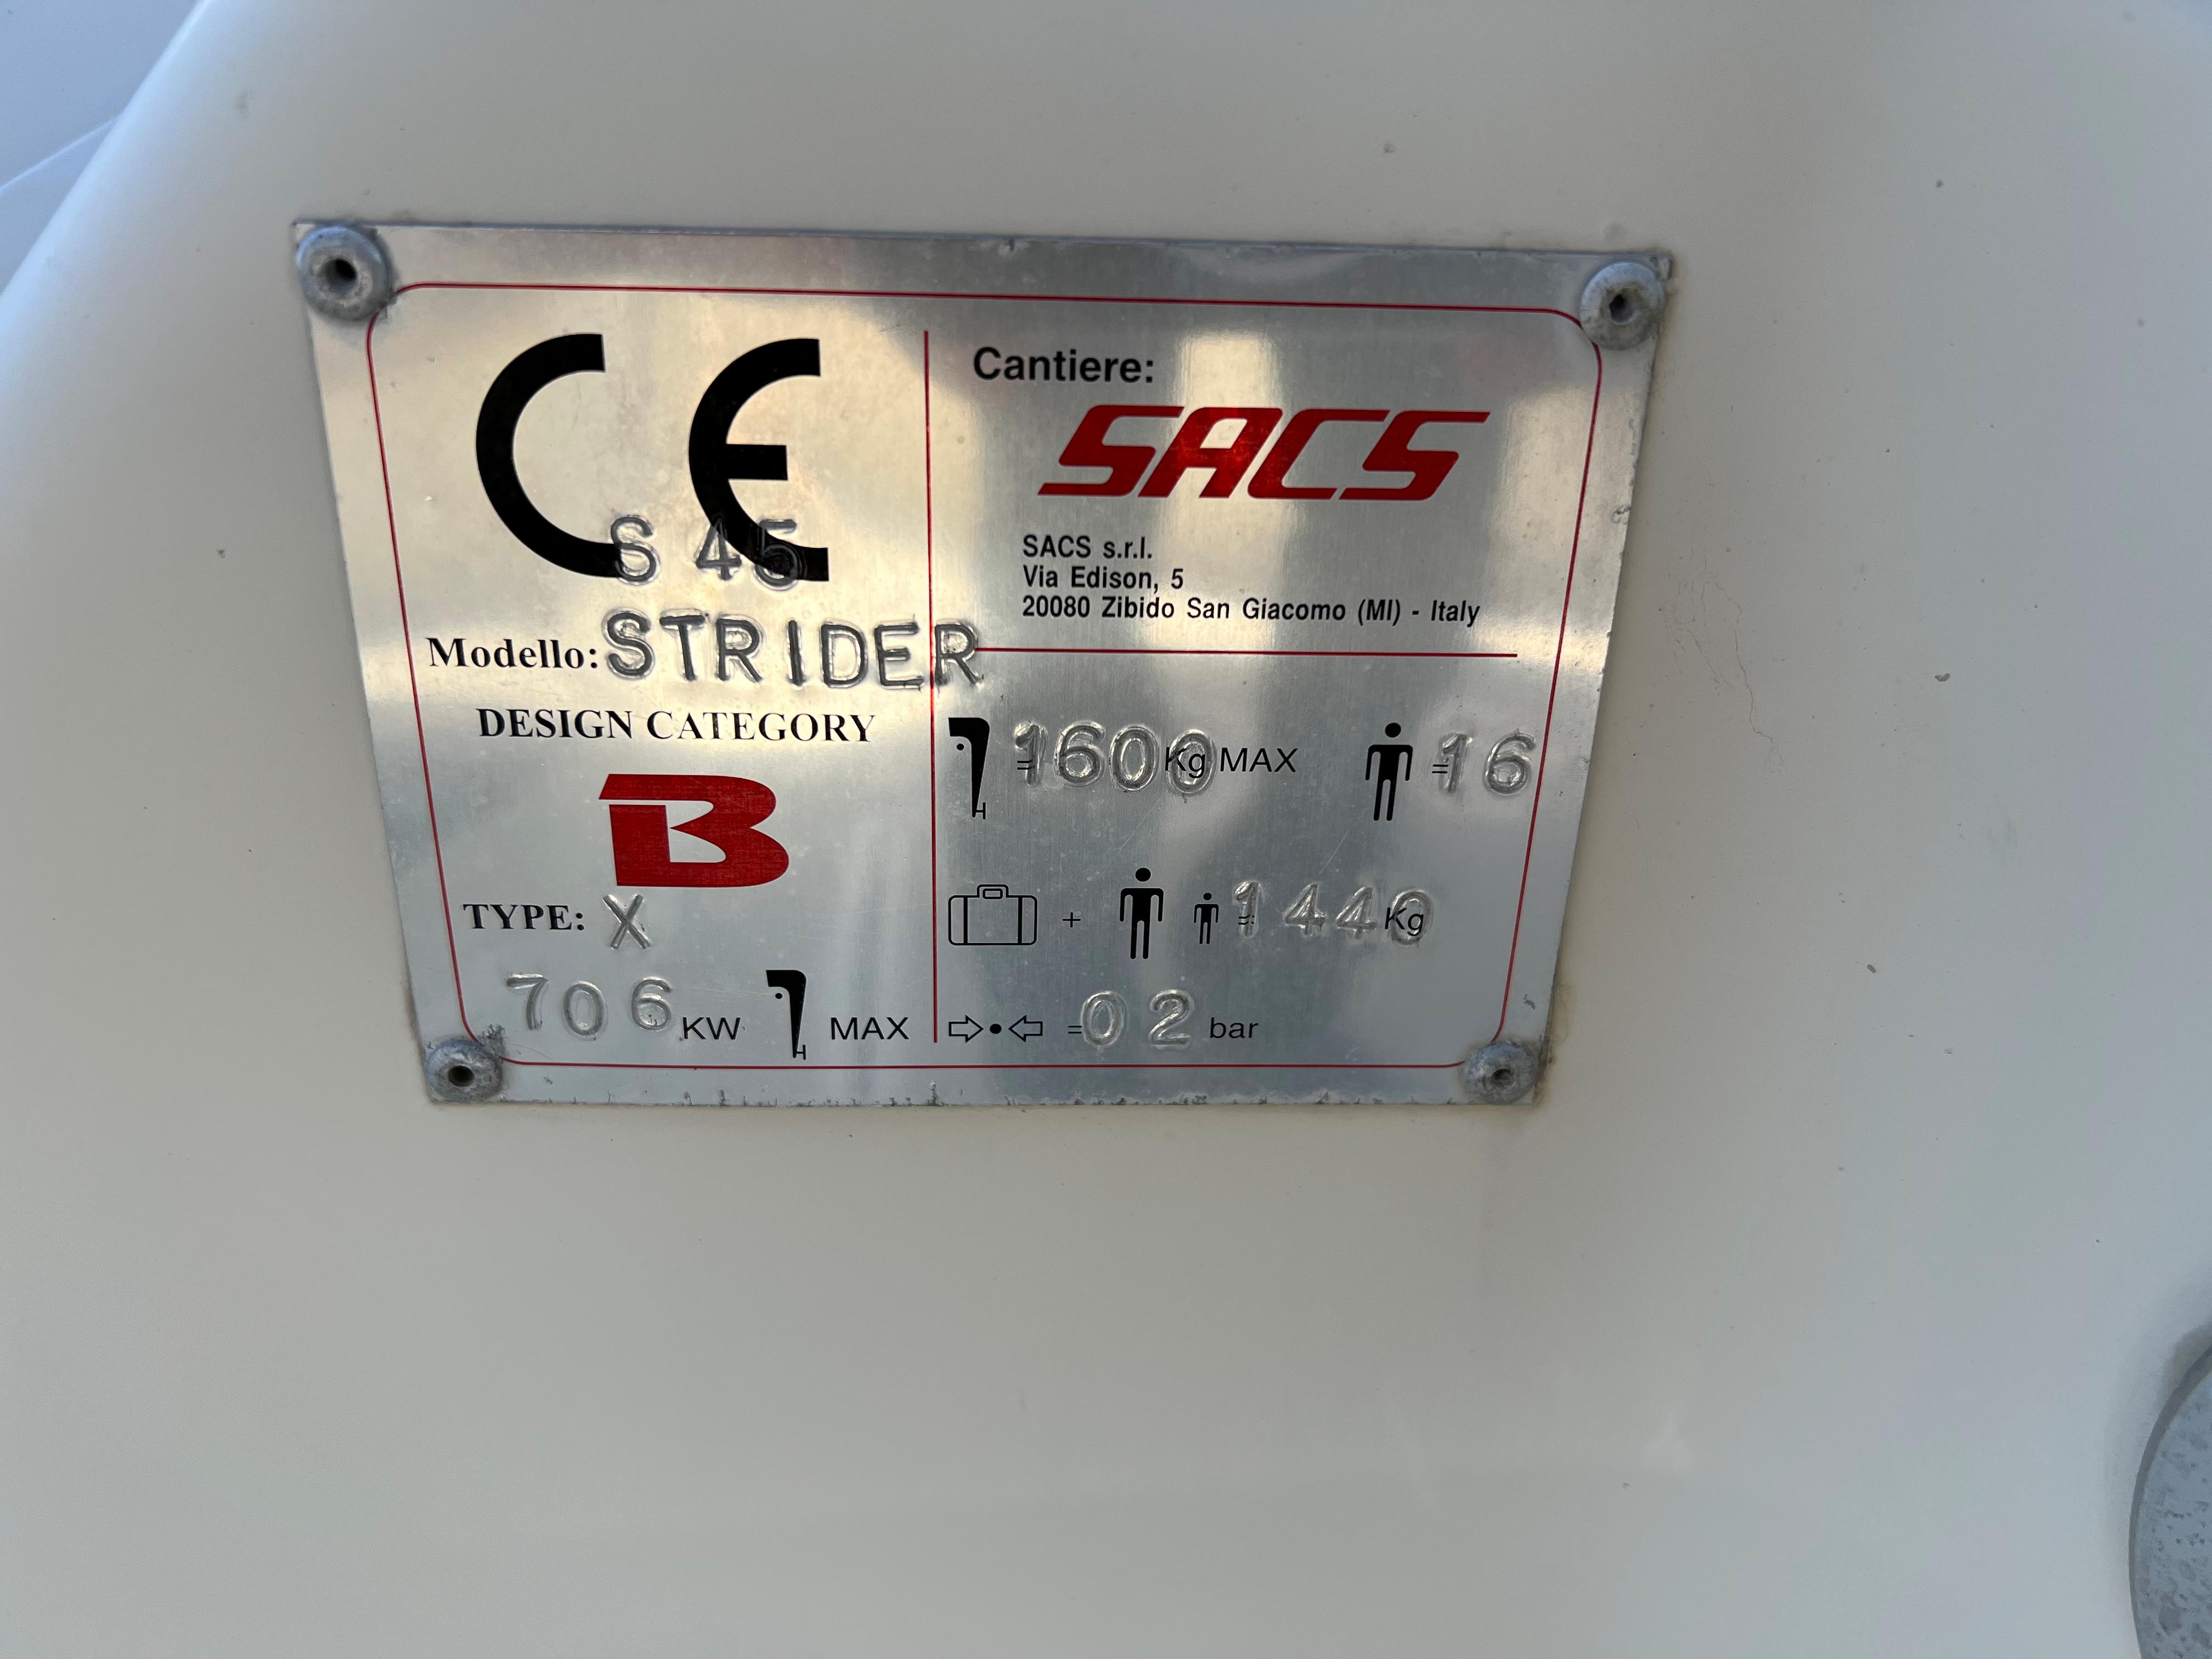 CE
S 45
Modello: STRIDER
DESIGN CATEGORY
B
TYPE: X
706 KW MAX
Cantiere:
SACS
SACS s.r.l.
Via Edison, 5
20080 Zibido San Giacomo (MI) - Italy
=1600 Kg MAX =16
+ =1440 Kg
=02 bar